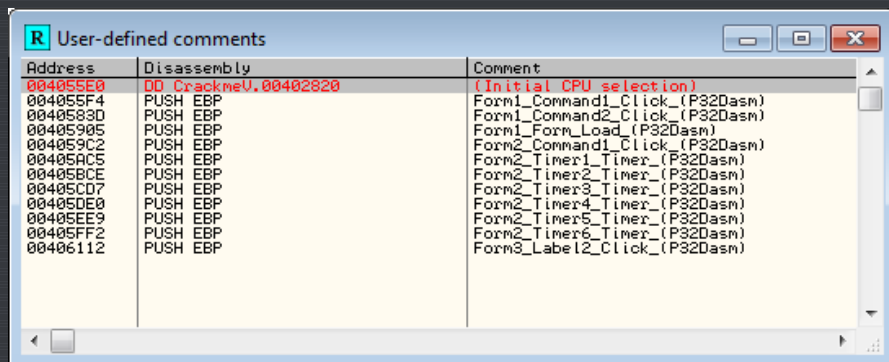 R User-defined comments
Address Disassembly Comment
004055E0 DD CrackmeV.00402820 (Initial CPU selection)
004055F4 PUSH EBP Form1_Command1_Click_(P32Dasm)
0040583D PUSH EBP Form1_Command2_Click_(P32Dasm)
00405905 PUSH EBP Form1_Form_Load_(P32Dasm)
004059C2 PUSH EBP Form2_Command1_Click_(P32Dasm)
00405AC5 PUSH EBP Form2_Timer1_Timer_(P32Dasm)
00405BCE PUSH EBP Form2_Timer2_Timer_(P32Dasm)
00405CD7 PUSH EBP Form2_Timer3_Timer_(P32Dasm)
00405DE0 PUSH EBP Form2_Timer4_Timer_(P32Dasm)
00405EE9 PUSH EBP Form2_Timer5_Timer_(P32Dasm)
00405FF2 PUSH EBP Form2_Timer6_Timer_(P32Dasm)
00406112 PUSH EBP Form3_Label2_Click_(P32Dasm)